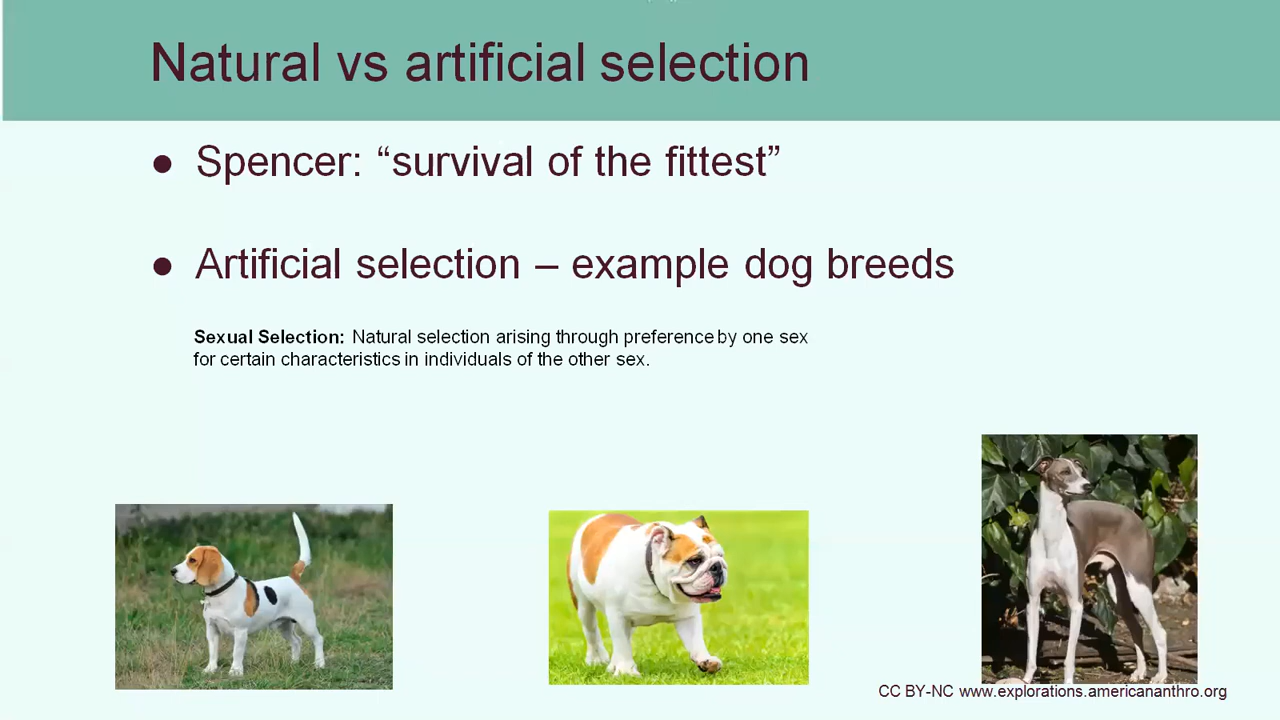 Natural vs artificial selection
● Spencer: “survival of the fittest”
● Artificial selection – example dog breeds
Sexual Selection: Natural selection arising through preference by one sex
for certain characteristics in individuals of the other sex.
CC BY-NC www.explorations.americananthro.org